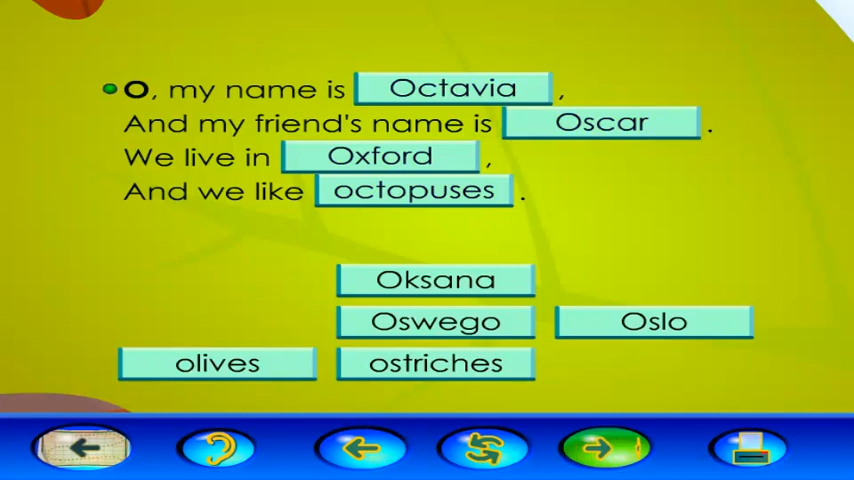 O, my name is Octavia,
And my friend's name is Oscar.
We live in Oxford,
And we like octopuses.
Oksana
Oswego Oslo
olives ostriches